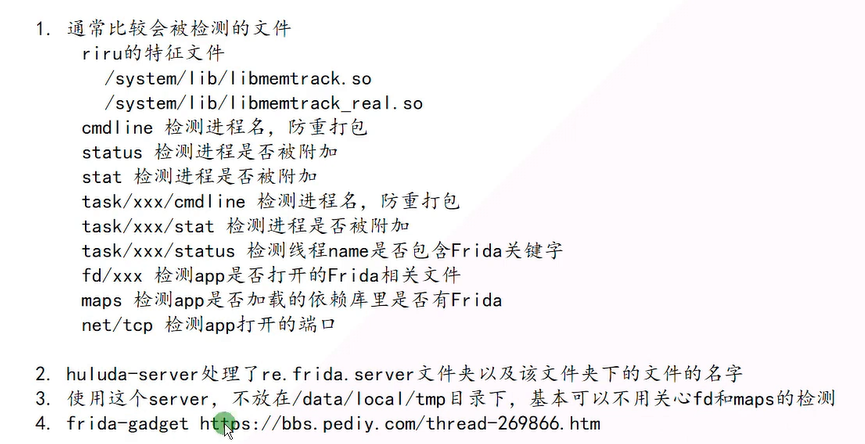 1. 通常比较会被检测的文件
riru的特征文件
/system/lib/libmemtrack.so
/system/lib/libmemtrack_real.so
cmdline 检测进程名，防重打包
status 检测进程是否被附加
stat 检测进程是否被附加
task/xxx/cmdline 检测进程名，防重打包
task/xxx/stat 检测进程是否被附加
task/xxx/status 检测线程name是否包含Frida关键字
fd/xxx 检测app是否打开的Frida相关文件
maps 检测app是否加载的依赖库里是否有Frida
net/tcp 检测app打开的端口
2. huluda-server处理了re.frida.server文件夹以及该文件夹下的文件的名字
3. 使用这个server，不放在/data/local/tmp目录下，基本可以不用关心fd和maps的检测
4. frida-gadget https://bbs.pediy.com/thread-269866.htm